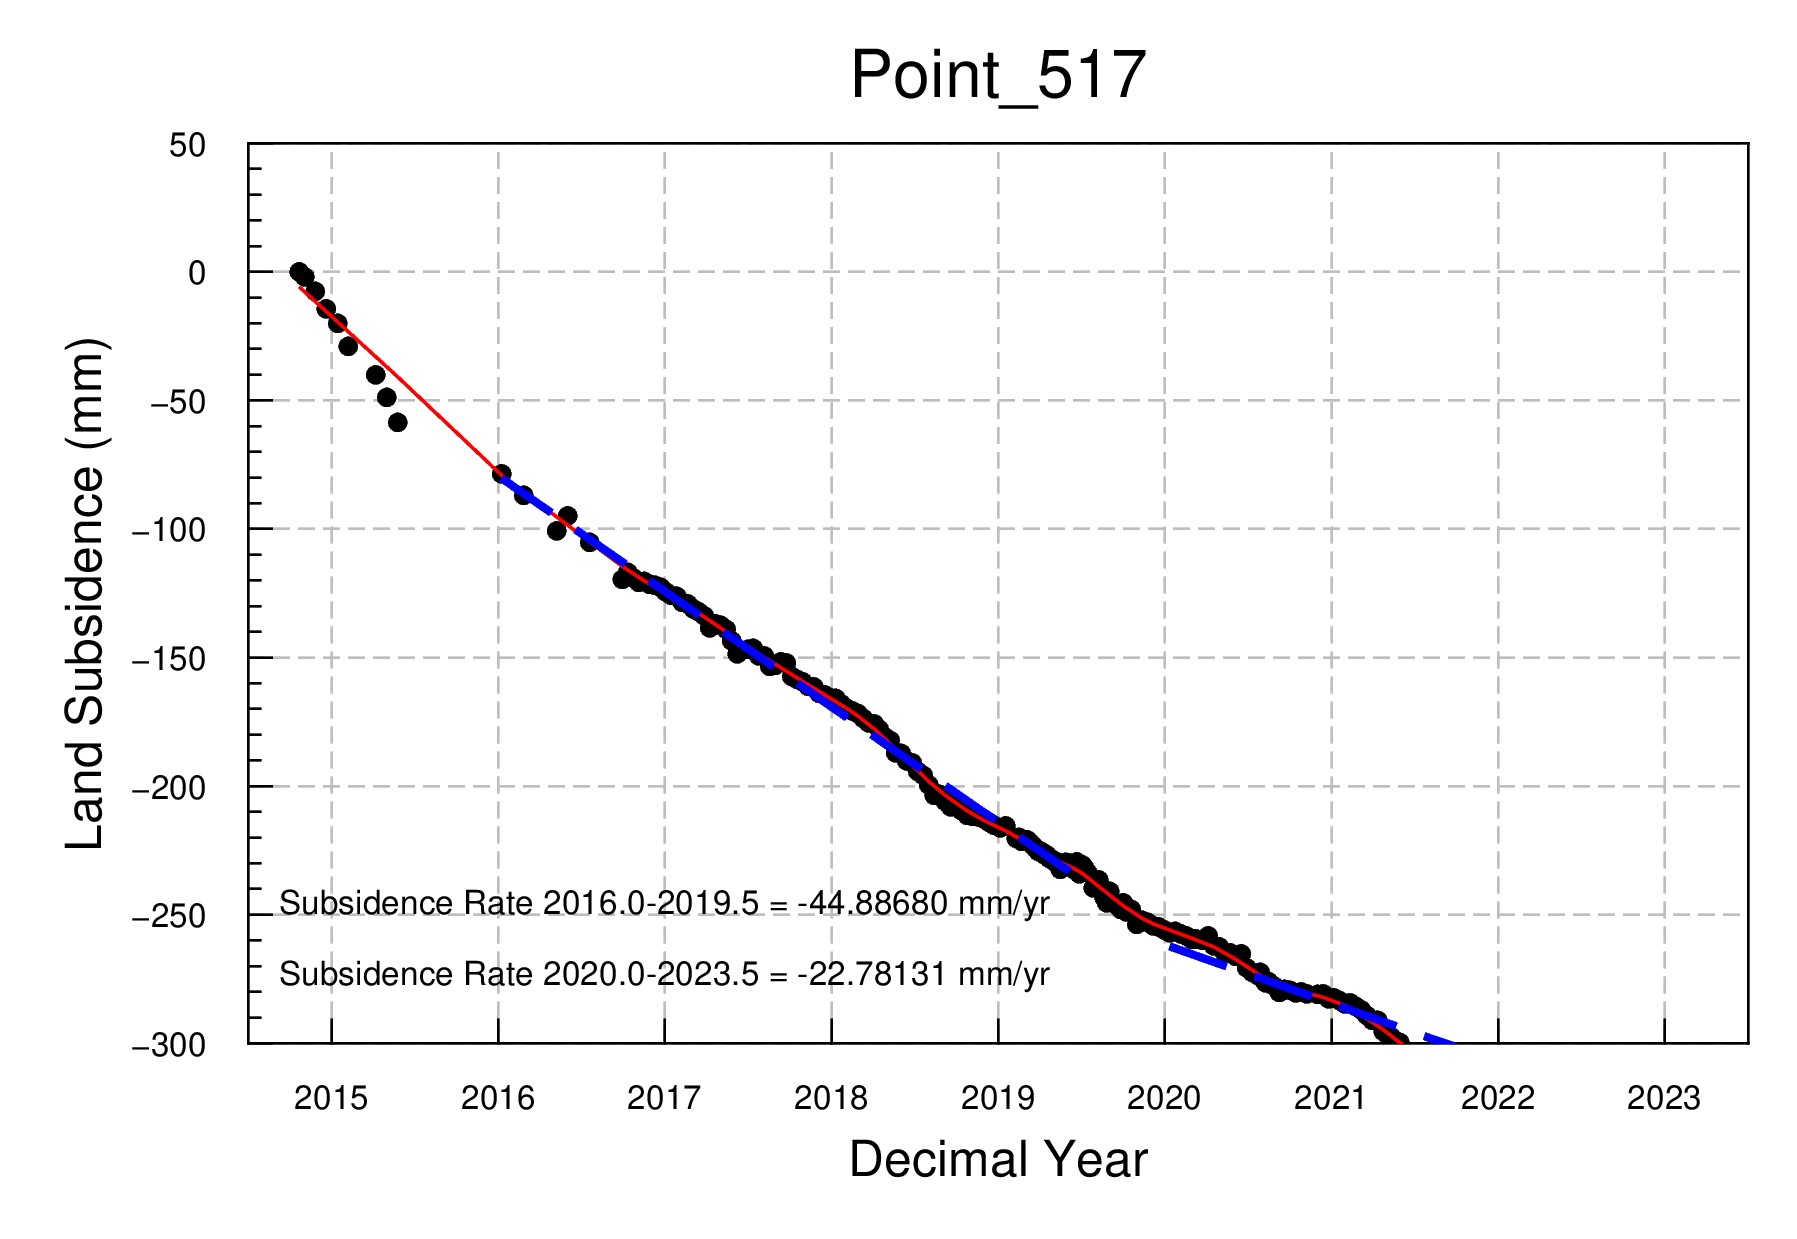 Point_517
50
0
−50
−100
−150
−200
−250
−300
Land Subsidence (mm)
Subsidence Rate 2016.0-2019.5 = -44.88680 mm/yr
Subsidence Rate 2020.0-2023.5 = -22.78131 mm/yr
2015 2016 2017 2018 2019 2020 2021 2022 2023
Decimal Year